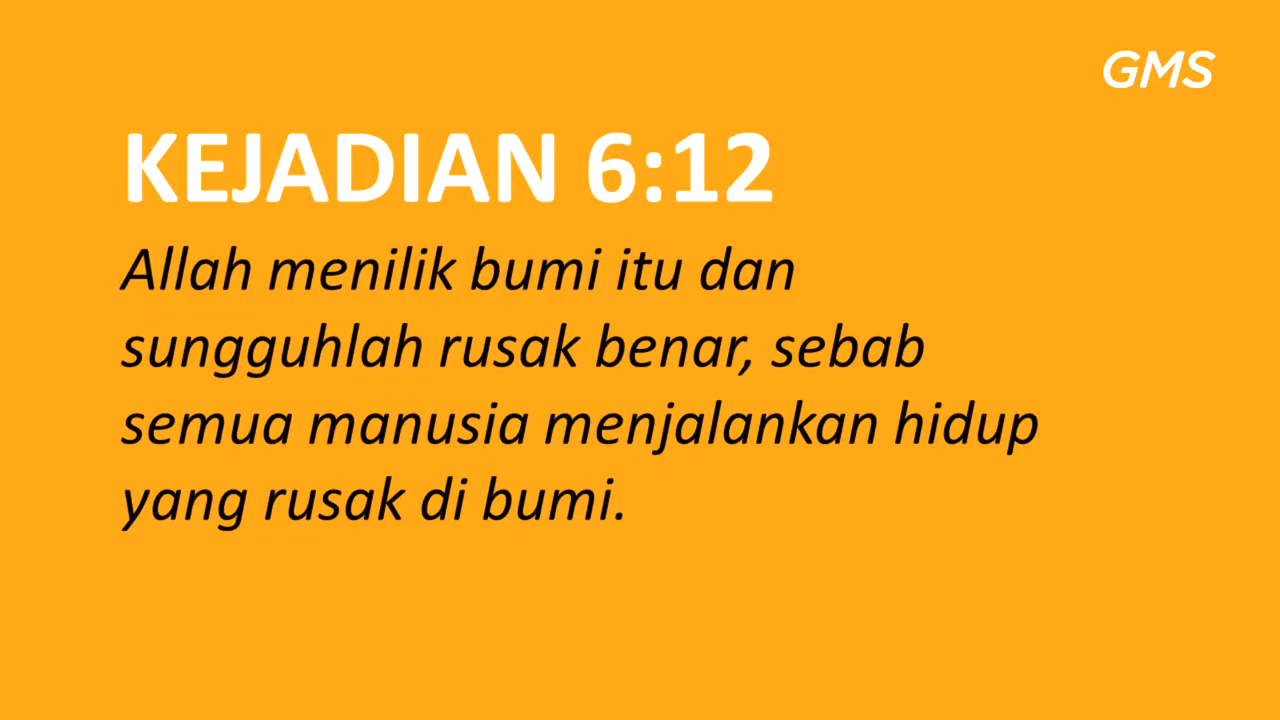 GMS
KEJADIAN 6:12
Allah menilik bumi itu dan
sungguhlah rusak benar, sebab
semua manusia menjalankan hidup
yang rusak di bumi.